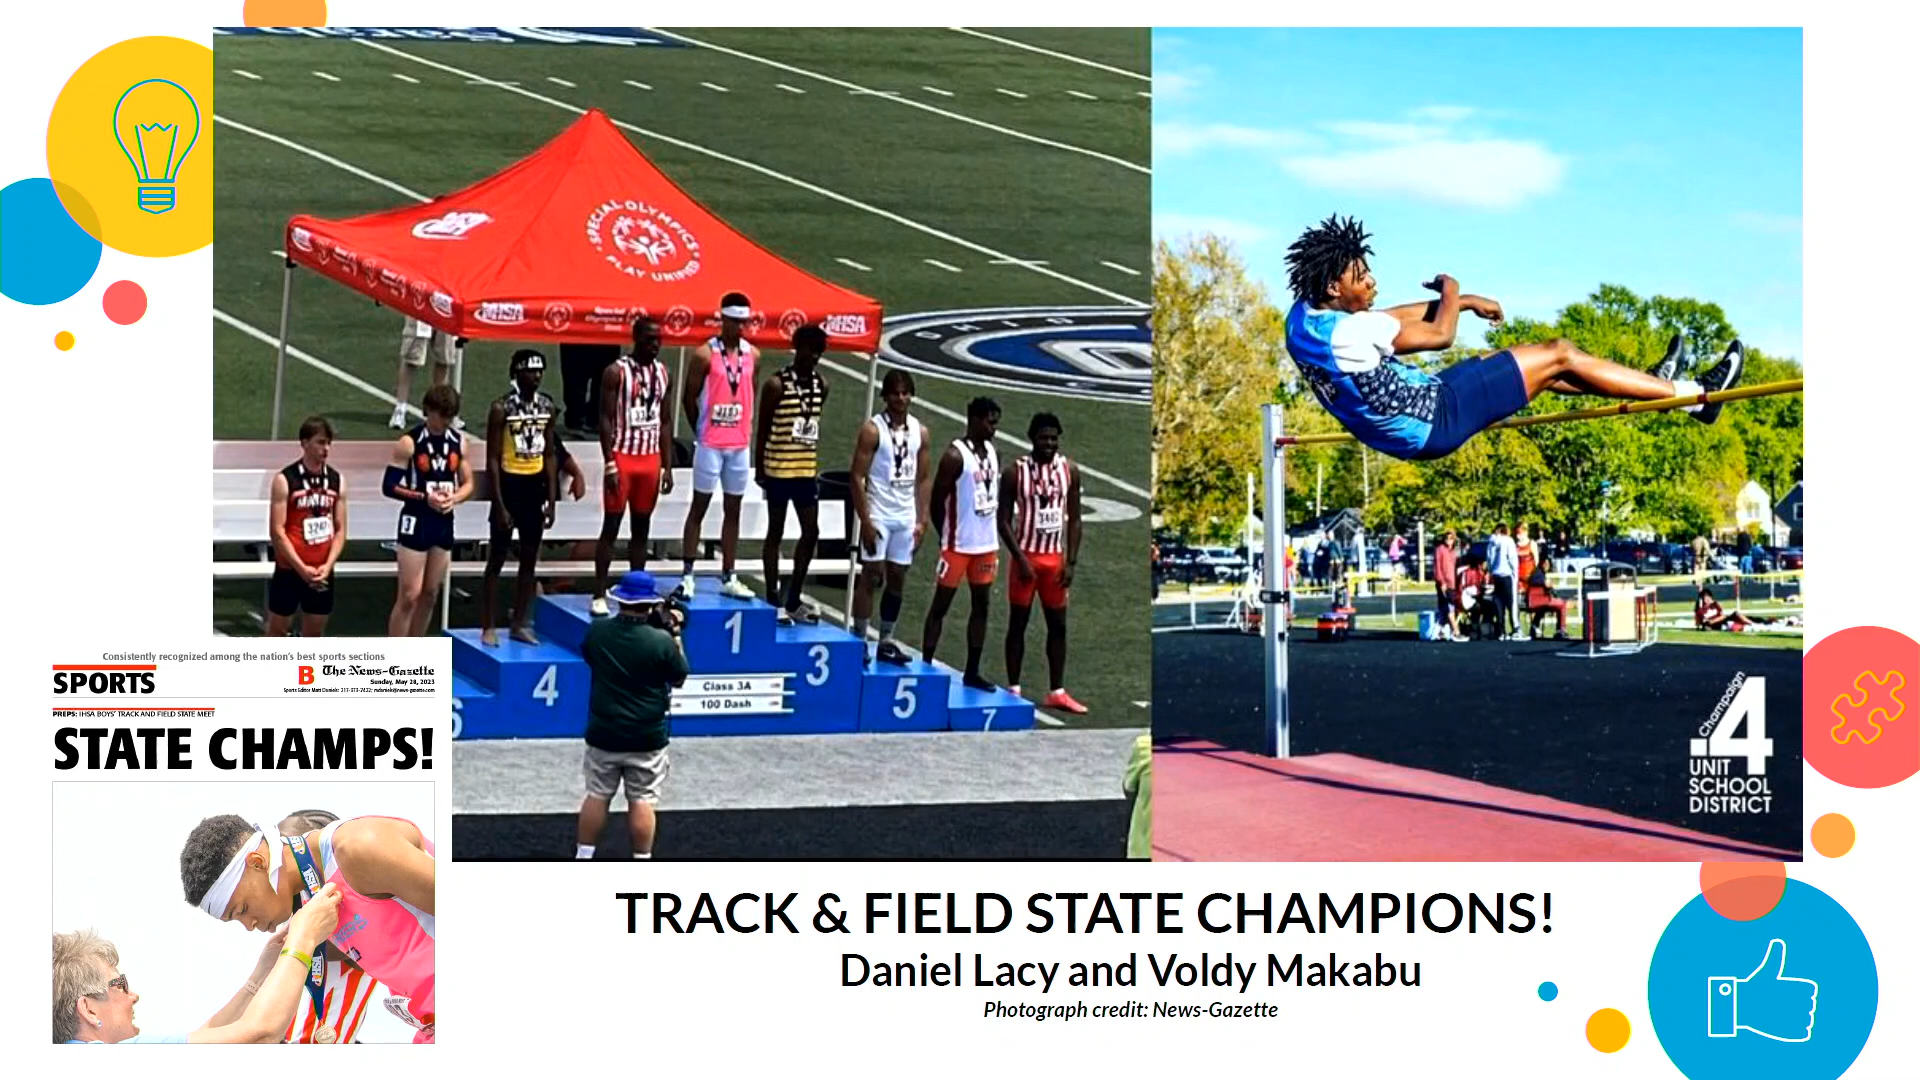 SPECIAL OLYMPICS
PLAY UNIFIED
IHSA
IHSA
OHIO
1
3
4
5
7
Class 3A
100 Dash
Champaign
4
UNIT
SCHOOL
DISTRICT
Consistently recognized among the nation's best sports sections
SPORTS
B The News-Gazette
Sunday, May 28, 2023
PREPS: IHSA BOYS' TRACK AND FIELD STATE MEET
STATE CHAMPS!
TRACK & FIELD STATE CHAMPIONS!
Daniel Lacy and Voldy Makabu
Photograph credit: News-Gazette